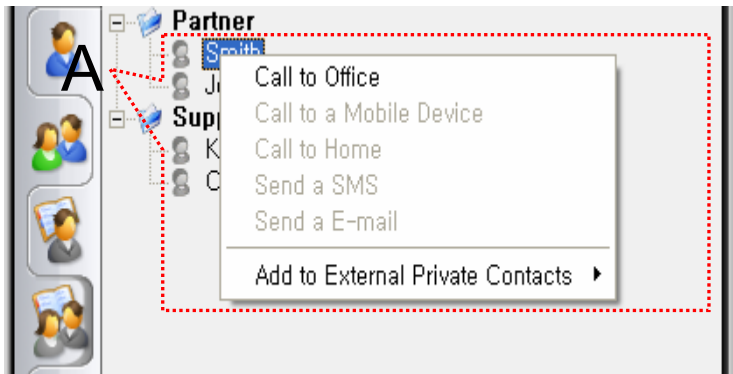 Partner
Smith
A
Call to Office
Call to a Mobile Device
Call to Home
Send a SMS
Send a E-mail
Add to External Private Contacts